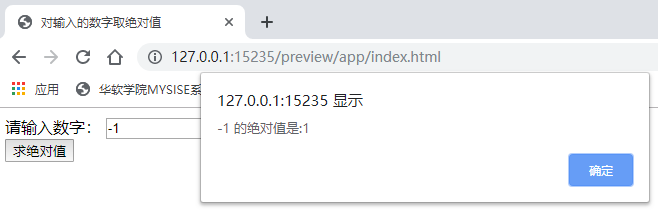 对输入的数字取绝对值
127.0.0.1:15235/preview/app/index.html
应用 华软学院MYSISE系
127.0.0.1:15235 显示
-1 的绝对值是:1
确定
请输入数字： -1
求绝对值